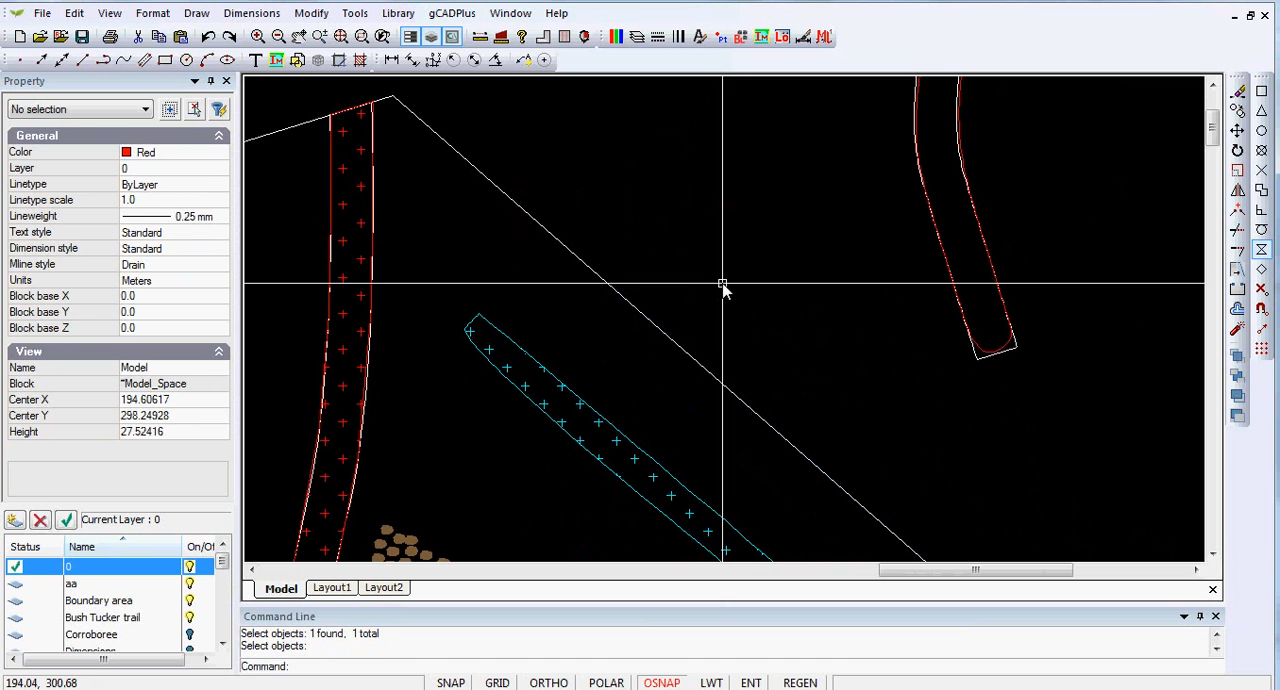 File Edit View Format Draw Dimensions Modify Tools Library gCADPlus Window Help
Property
No selection
General
Color Red
Layer 0
Linetype ByLayer
Linetype scale 1.0
Lineweight 0.25 mm
Text style Standard
Dimension style Standard
Mline style Drain
Units Meters
Block base X 0.0
Block base Y 0.0
Block base Z 0.0
View
Name Model
Block *Model_Space
Center X 194.60617
Center Y 298.24928
Height 27.52416
Current Layer : 0
Status Name On/Of
0
aa
Boundary area
Bush Tucker trail
Corroboree
Dimensions
Model Layout1 Layout2
Command Line
Select objects: 1 found, 1 total
Select objects:
Command:
194.04, 300.68 SNAP GRID ORTHO POLAR OSNAP LWT ENT REGEN